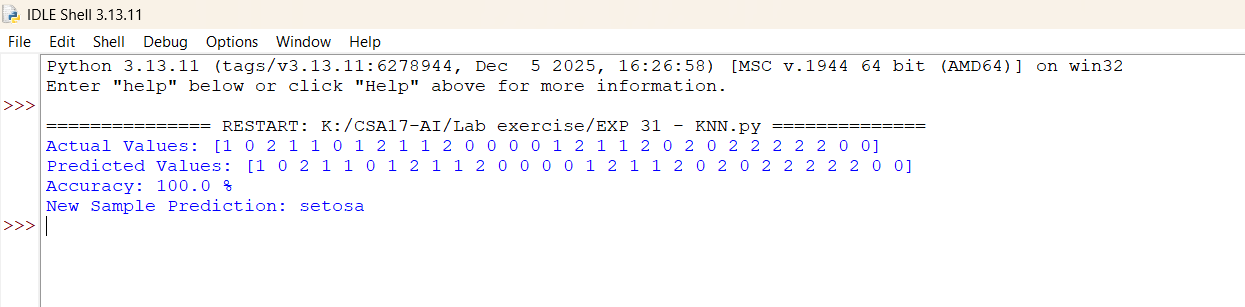 IDLE Shell 3.13.11
File Edit Shell Debug Options Window Help
Python 3.13.11 (tags/v3.13.11:6278944, Dec  5 2025, 16:26:58) [MSC v.1944 64 bit (AMD64)] on win32
Enter "help" below or click "Help" above for more information.
>>>
=============== RESTART: K:/CSA17-AI/Lab exercise/EXP 31 - KNN.py ==============
Actual Values: [1 0 2 1 1 0 1 2 1 1 2 0 0 0 0 1 2 1 1 2 0 2 0 2 2 2 2 2 0 0]
Predicted Values: [1 0 2 1 1 0 1 2 1 1 2 0 0 0 0 1 2 1 1 2 0 2 0 2 2 2 2 2 0 0]
Accuracy: 100.0 %
New Sample Prediction: setosa
>>>